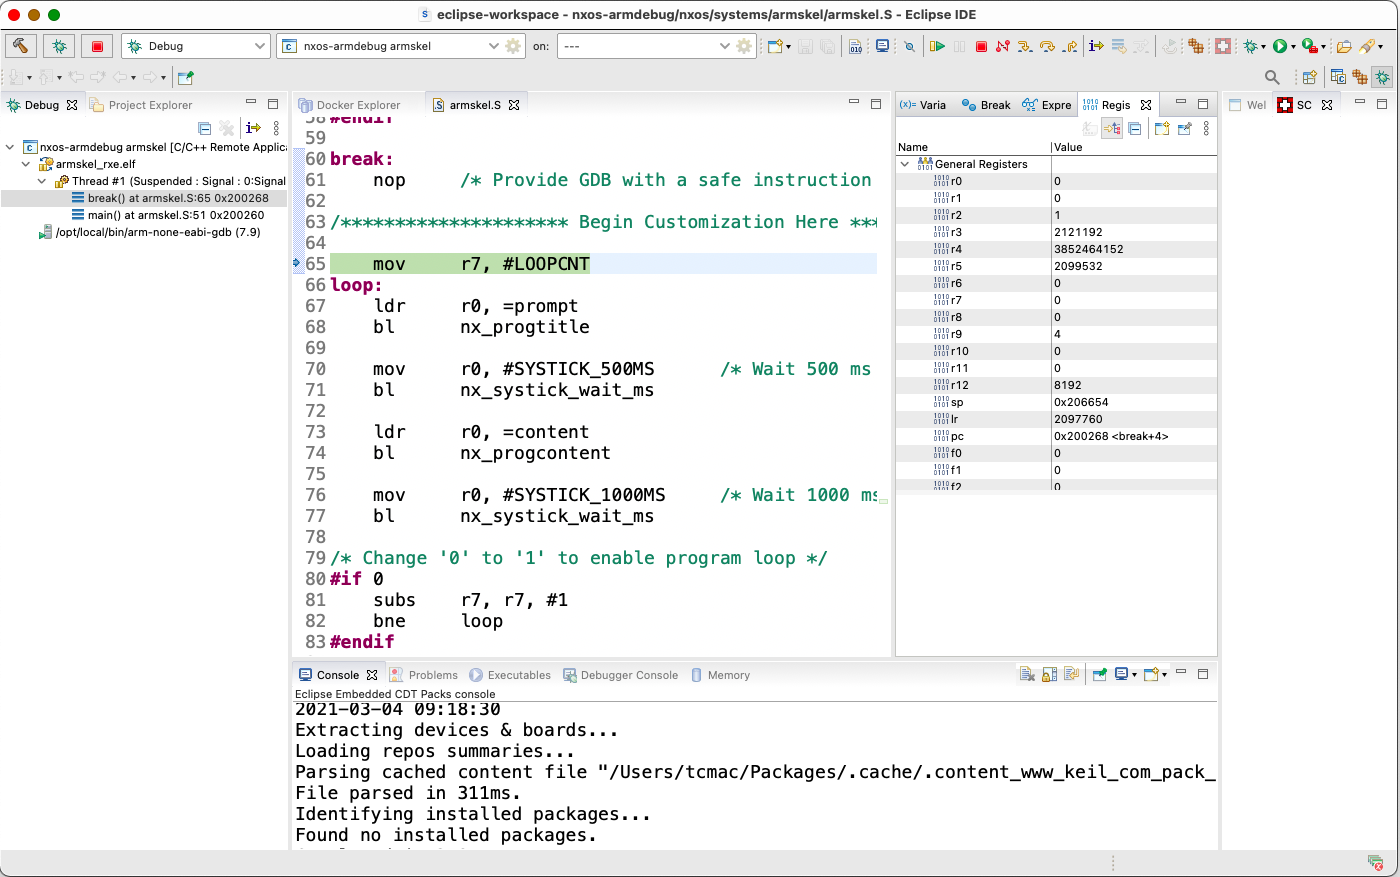 eclipse-workspace - nxos-armdebug/nxos/systems/armskel/armskel.S - Eclipse IDE
Debug
nxos-armdebug armskel
on:
---
Debug
Project Explorer
nxos-armdebug armskel [C/C++ Remote Applic
armskel_rxe.elf
Thread #1 (Suspended : Signal : 0:Signal
break() at armskel.S:65 0x200268
main() at armskel.S:51 0x200260
/opt/local/bin/arm-none-eabi-gdb (7.9)
Docker Explorer
armskel.S
58 #endif
59
60 break:
61 nop /* Provide GDB with a safe instruction
62
63 /********************* Begin Customization Here ***
64
65 mov r7, #LOOPCNT
66 loop:
67 ldr r0, =prompt
68 bl nx_progtitle
69
70 mov r0, #SYSTICK_500MS /* Wait 500 ms
71 bl nx_systick_wait_ms
72
73 ldr r0, =content
74 bl nx_progcontent
75
76 mov r0, #SYSTICK_1000MS /* Wait 1000 ms
77 bl nx_systick_wait_ms
78
79 /* Change '0' to '1' to enable program loop */
80 #if 0
81 subs r7, r7, #1
82 bne loop
83 #endif
(x)= Varia
Break
Expre
Regis
Name Value
General Registers
r0 0
r1 0
r2 1
r3 2121192
r4 3852464152
r5 2099532
r6 0
r7 0
r8 0
r9 4
r10 0
r11 0
r12 8192
sp 0x206654
lr 2097760
pc 0x200268 <break+4>
f0 0
f1 0
f2 0
Wel
SC
Console
Problems
Executables
Debugger Console
Memory
Eclipse Embedded CDT Packs console
2021-03-04 09:18:30
Extracting devices & boards...
Loading repos summaries...
Parsing cached content file "/Users/tcmac/Packages/.cache/.content_www_keil_com_pack_
File parsed in 311ms.
Identifying installed packages...
Found no installed packages.